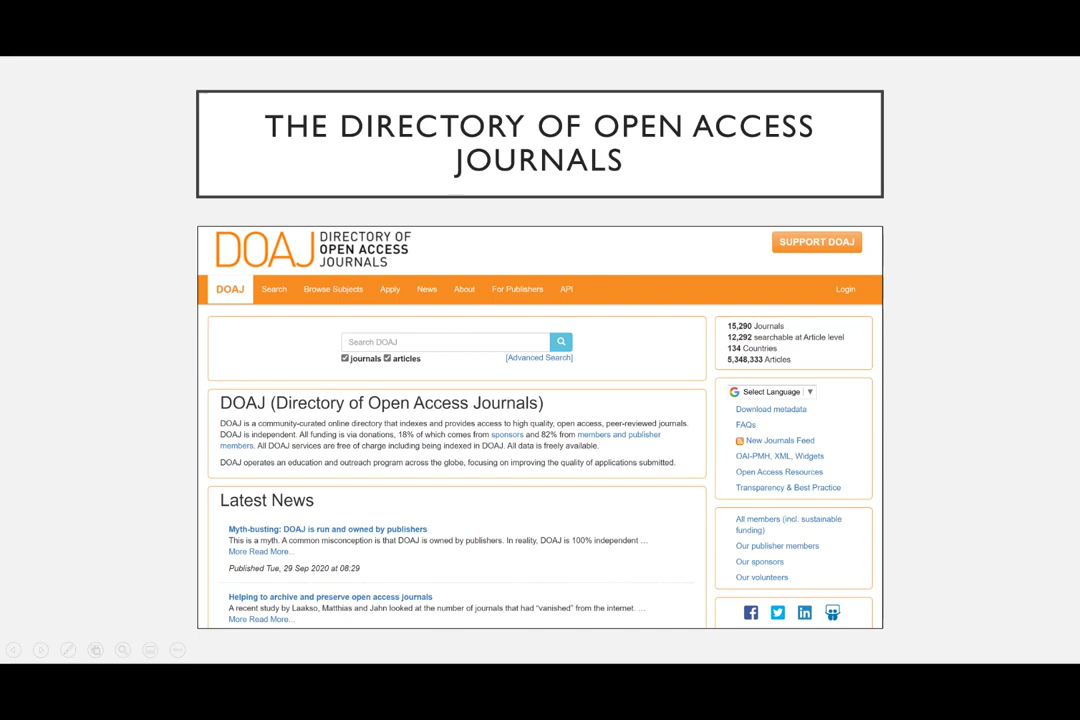 THE DIRECTORY OF OPEN ACCESS
JOURNALS
DOAJ DIRECTORY OF
OPEN ACCESS
JOURNALS
SUPPORT DOAJ
DOAJ Search Browse Subjects Apply News About For Publishers API Login
Search DOAJ
journals articles [Advanced Search]
DOAJ (Directory of Open Access Journals)
DOAJ is a community-curated online directory that indexes and provides access to high quality, open access, peer-reviewed journals.
DOAJ is independent. All funding is via donations, 18% of which comes from sponsors and 82% from members and publisher
members. All DOAJ services are free of charge including being indexed in DOAJ. All data is freely available.
DOAJ operates an education and outreach program across the globe, focusing on improving the quality of applications submitted.
Latest News
Myth-busting: DOAJ is run and owned by publishers
This is a myth. A common misconception is that DOAJ is owned by publishers. In reality, DOAJ is 100% independent …
More Read More...
Published Tue, 29 Sep 2020 at 08:29
Helping to archive and preserve open access journals
A recent study by Laakso, Matthias and Jahn looked at the number of journals that had “vanished” from the internet. …
More Read More...
15,290 Journals
12,292 searchable at Article level
134 Countries
5,348,333 Articles
Select Language
Download metadata
FAQs
New Journals Feed
OAI-PMH, XML, Widgets
Open Access Resources
Transparency & Best Practice
All members (incl. sustainable
funding)
Our publisher members
Our sponsors
Our volunteers